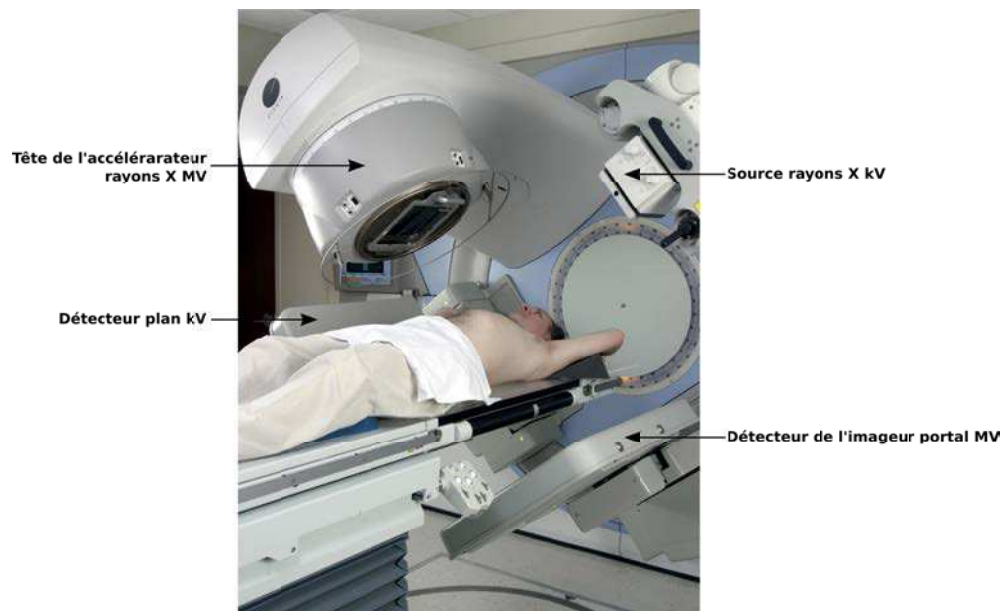 Tête de l'accélérarateur
rayons X MV
Source rayons X kV
Détecteur plan kV
Détecteur de l'imageur portal MV